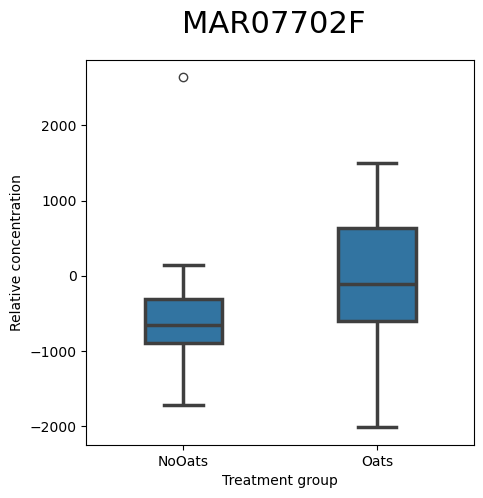 MAR07702F
Relative concentration
2000
1000
0
−1000
−2000
NoOats
Oats
Treatment group